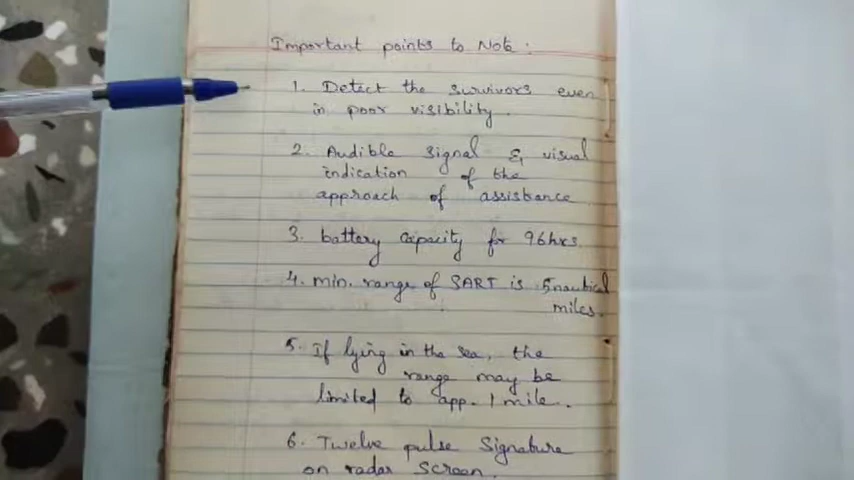 Important points to Note :
1. Detect the survivors even
in poor visibility.
2. Audible signal & visual
indication of the
approach of assistance
3. battery capacity for 96hrs
4. min. range of SART is 5 nautical
miles.
5. If lying in the sea, the
range may be
limited to app. 1 mile.
6. Twelve pulse Signature
on radar Screen.